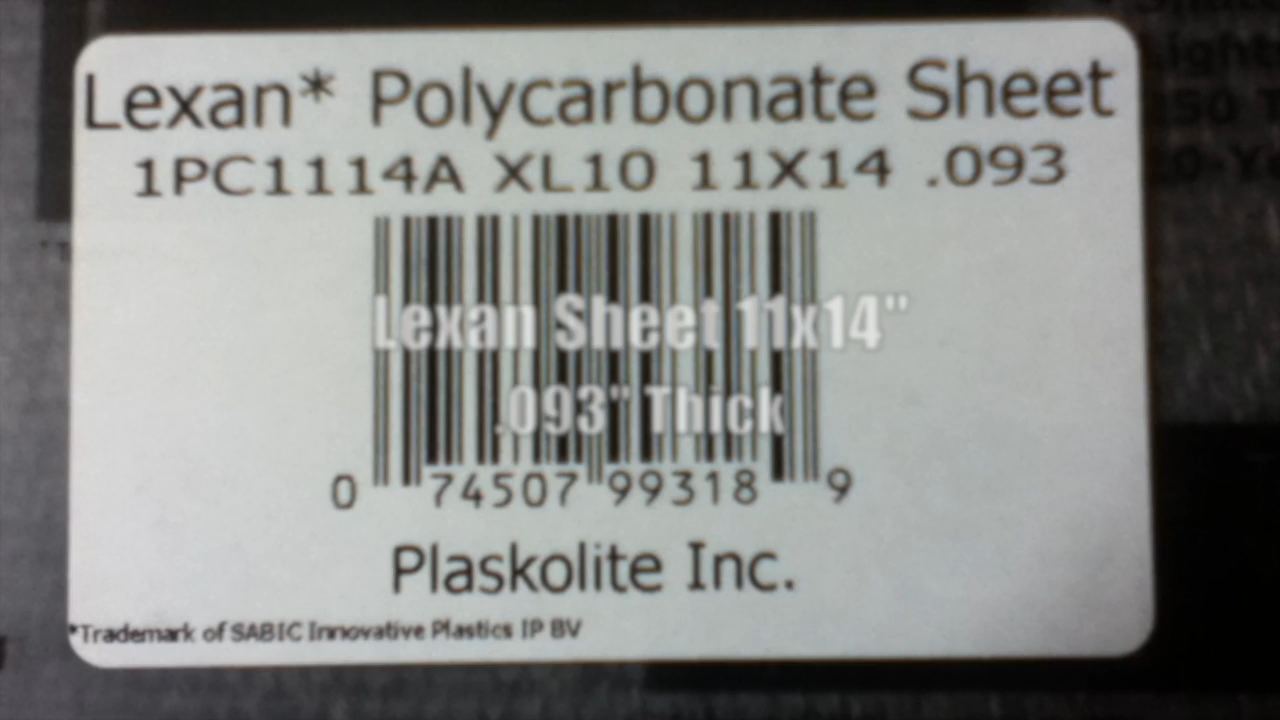 Lexan* Polycarbonate Sheet
1PC1114A XL10 11X14 .093
Lexan Sheet 11x14"
.093" Thick
0 74507 99318 9
Plaskolite Inc.
*Trademark of SABIC Innovative Plastics IP BV